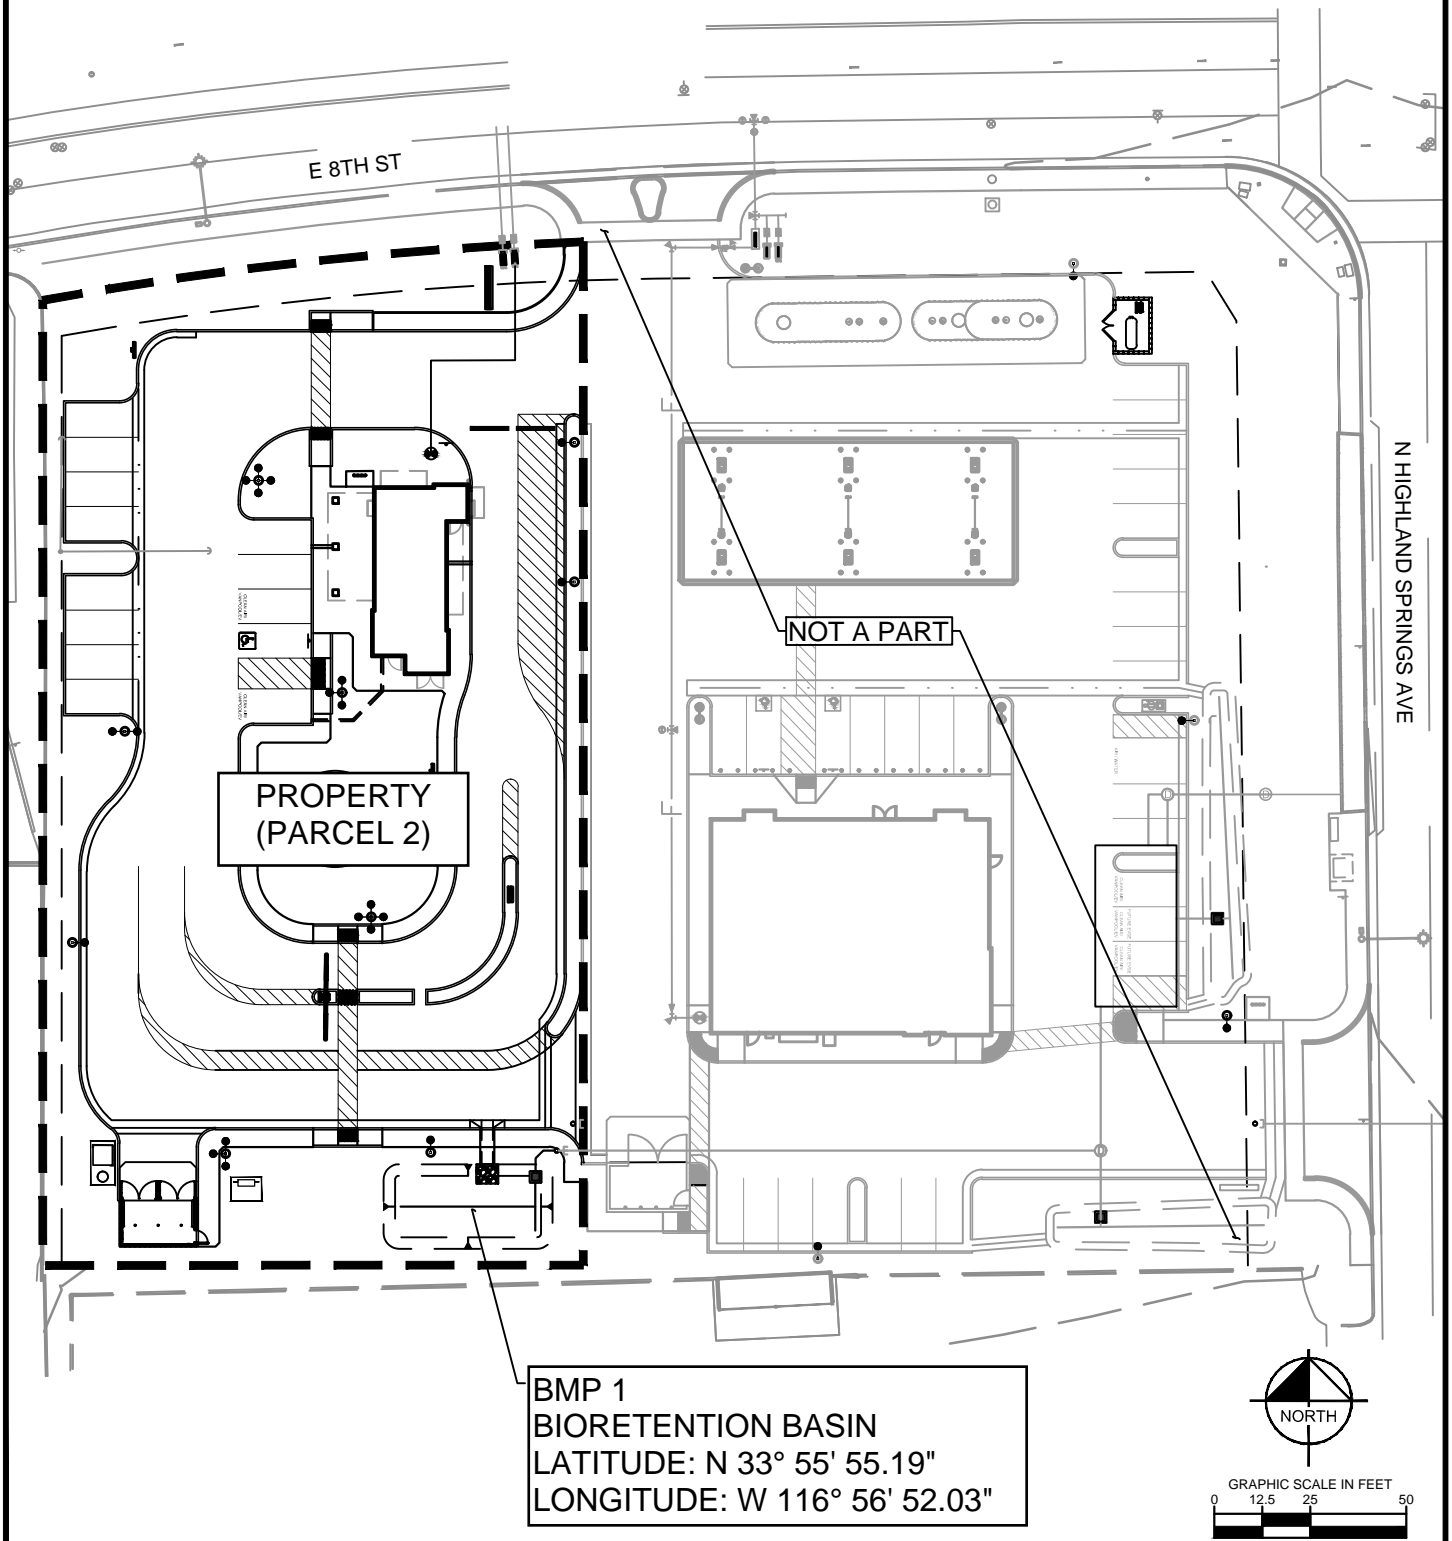 E 8TH ST
N HIGHLAND SPRINGS AVE
NOT A PART
PROPERTY
(PARCEL 2)
BMP 1
BIORETENTION BASIN
LATITUDE: N 33° 55' 55.19"
LONGITUDE: W 116° 56' 52.03"
NORTH
GRAPHIC SCALE IN FEET
0 12.5 25 50